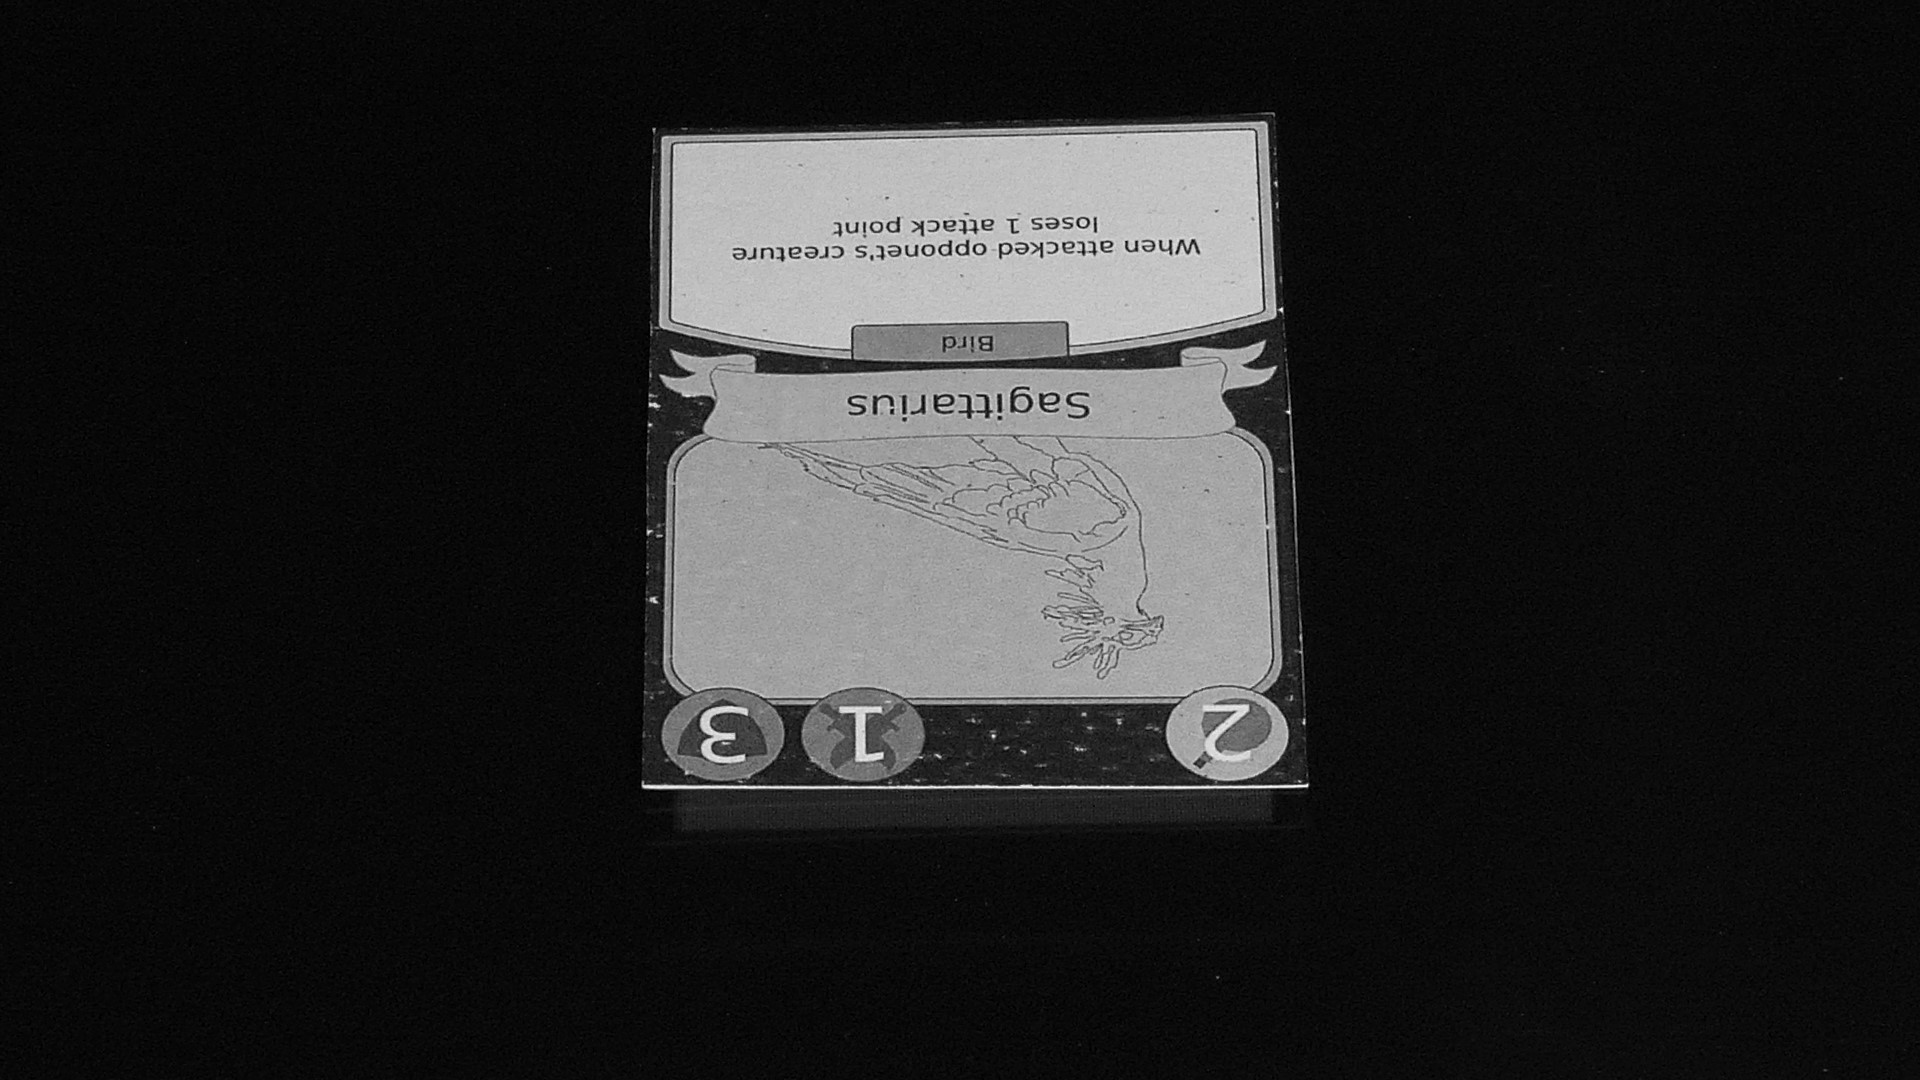 2 1 3
Sagittarius
Bird
When attacked opponet's creature
loses 1 attack point